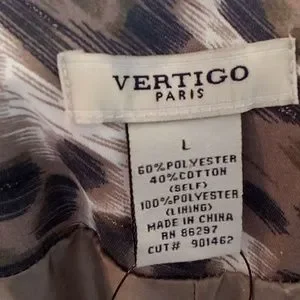 VERTIGO
PARIS
L
60%POLYESTER
40%COTTON
(SELF)
100%POLYESTER
(LINING)
MADE IN CHINA
RN 86297
CUT# 901462